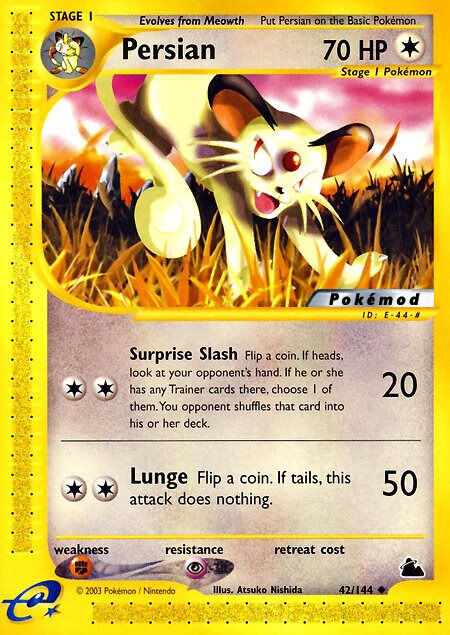 STAGE 1 Evolves from Meowth Put Persian on the Basic Pokémon
Persian 70 HP
Stage 1 Pokémon
Pokémod
ID: E-44-#
Surprise Slash Flip a coin. If heads,
look at your opponent's hand. If he or she
has any Trainer cards there, choose 1 of
them. You opponent shuffles that card into
his or her deck.
20
Lunge Flip a coin. If tails, this
attack does nothing.
50
weakness resistance retreat cost
© 2003 Pokémon / Nintendo Illus. Atsuko Nishida 42/144
e